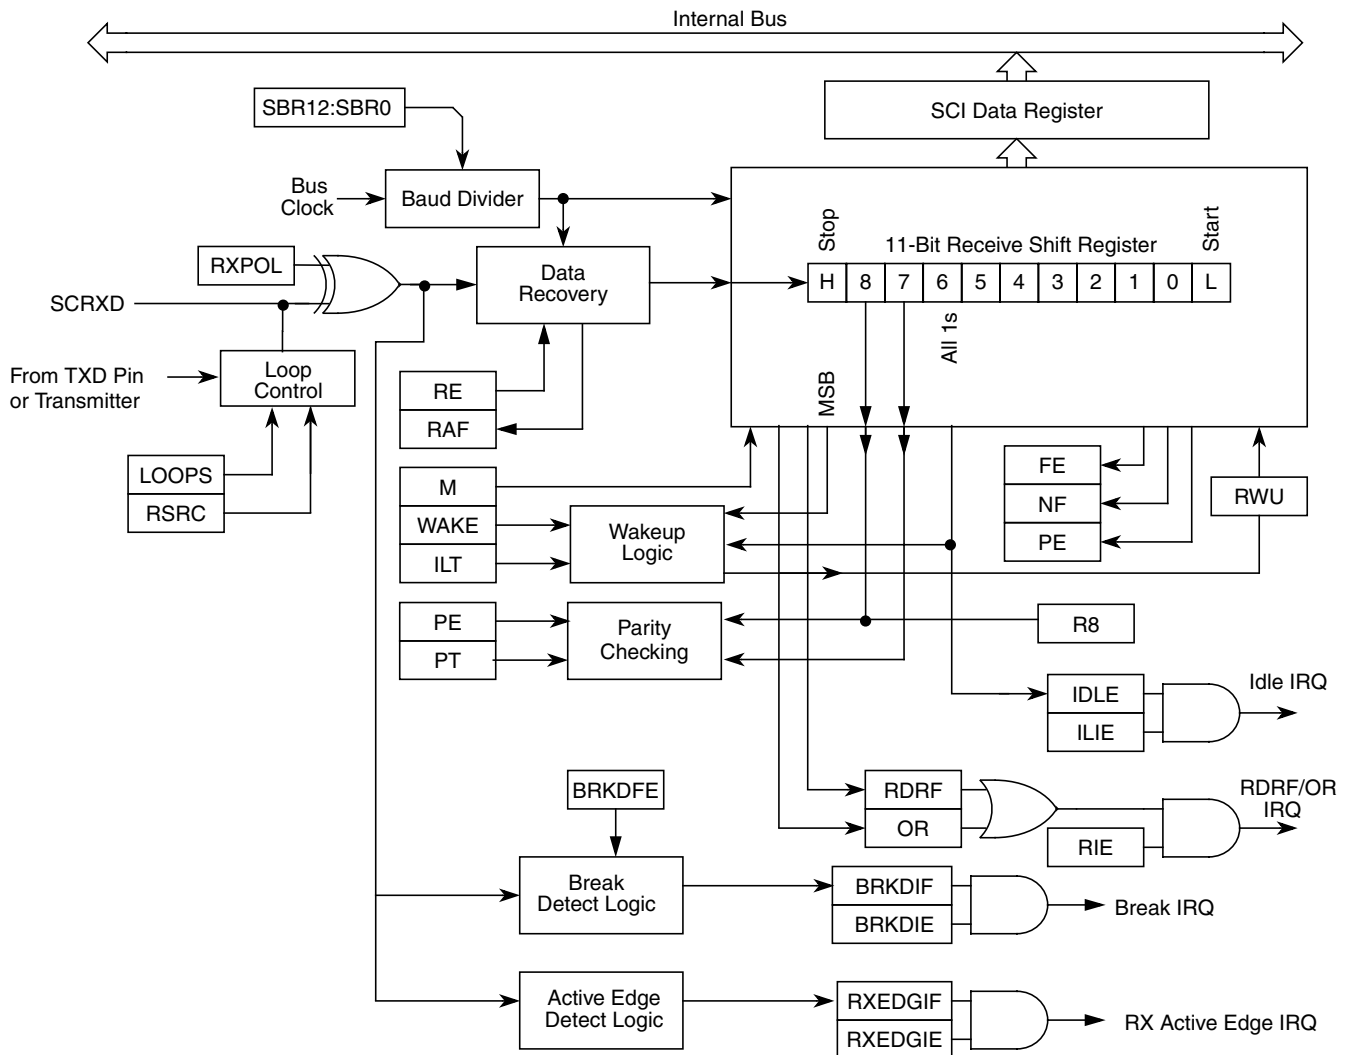 Internal Bus
SBR12:SBR0
SCI Data Register
Bus
Clock
Baud Divider
Stop
11-Bit Receive Shift Register
Start
RXPOL
Data
Recovery
H 8 7 6 5 4 3 2 1 0 L
SCRXD
All 1s
From TXD Pin
or Transmitter
Loop
Control
RE
RAF
MSB
LOOPS
RSRC
M
WAKE
ILT
Wakeup
Logic
FE
NF
PE
RWU
PE
PT
Parity
Checking
R8
IDLE
ILIE
Idle IRQ
BRKDFE
RDRF
OR
RIE
RDRF/OR
IRQ
Break
Detect Logic
BRKDIF
BRKDIE
Break IRQ
Active Edge
Detect Logic
RXEDGIF
RXEDGIE
RX Active Edge IRQ